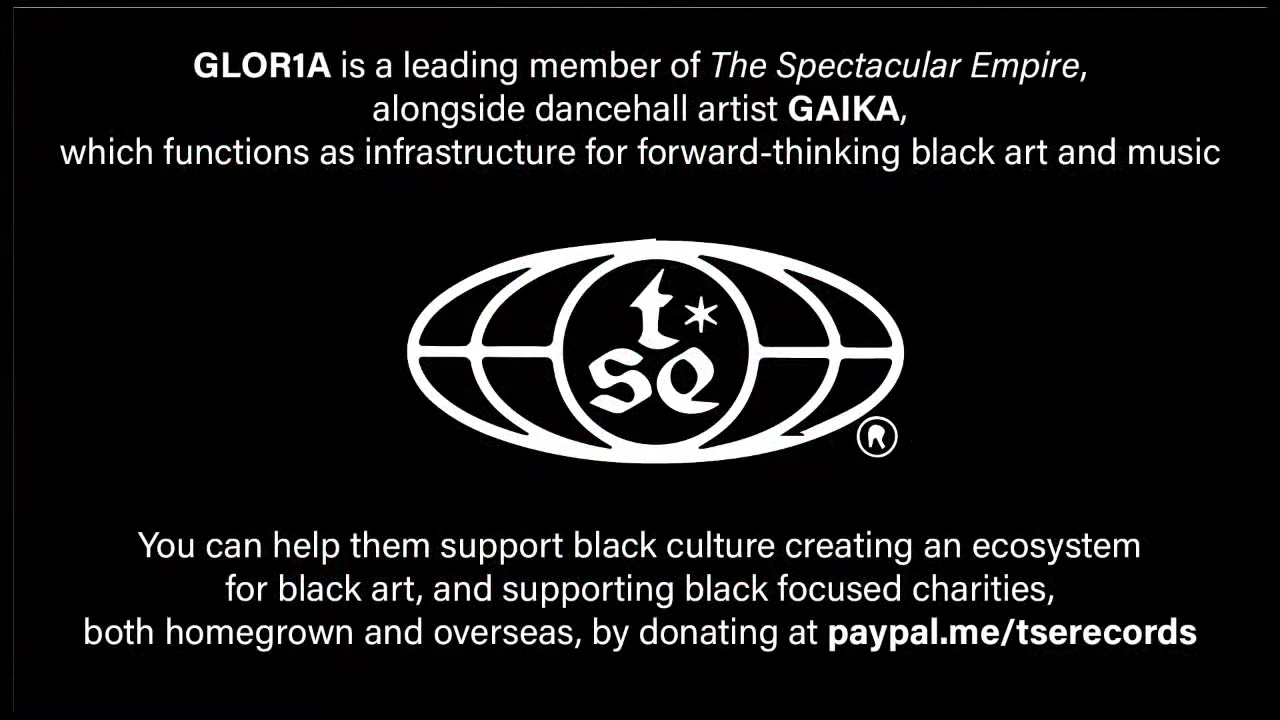 GLOR1A is a leading member of The Spectacular Empire,
alongside dancehall artist GAIKA,
which functions as infrastructure for forward-thinking black art and music
t*
se
R
You can help them support black culture creating an ecosystem
for black art, and supporting black focused charities,
both homegrown and overseas, by donating at paypal.me/tserecords